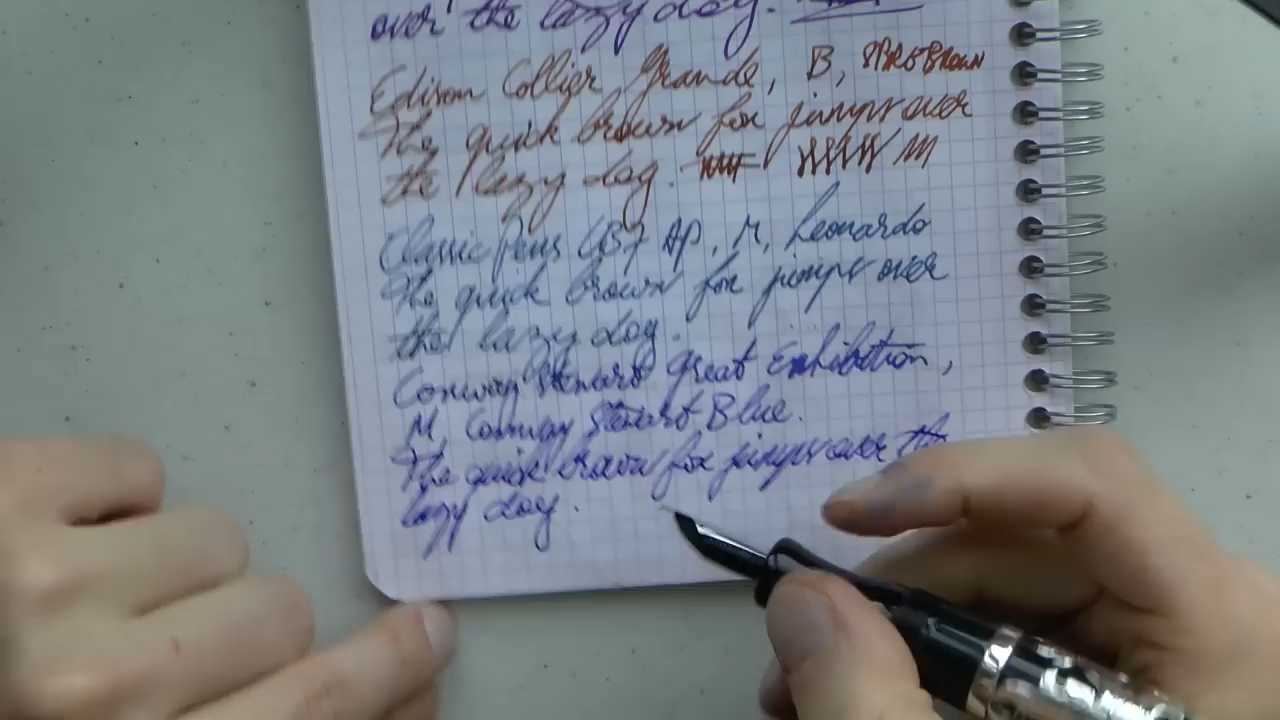 over the lazy dog.
Edison Collier Grande, B, Brown
The quick brown fox jumps over
the lazy dog.
Classic Pens LB7 AP, M, Leonardo
The quick brown fox jumps over
the lazy dog.
Conway Stewart Great Exhibition,
M, Conway Stewart Blue.
The quick brown fox jumps over the
lazy dog.